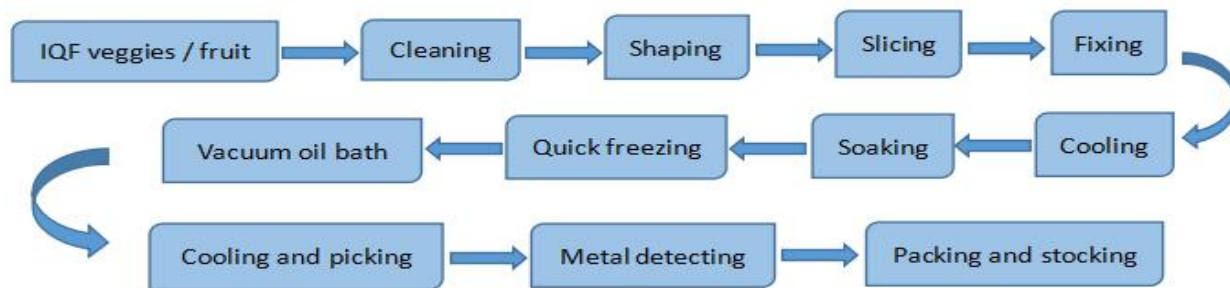 IQF veggies / fruit
Cleaning
Shaping
Slicing
Fixing
Cooling
Soaking
Quick freezing
Vacuum oil bath
Cooling and picking
Metal detecting
Packing and stocking